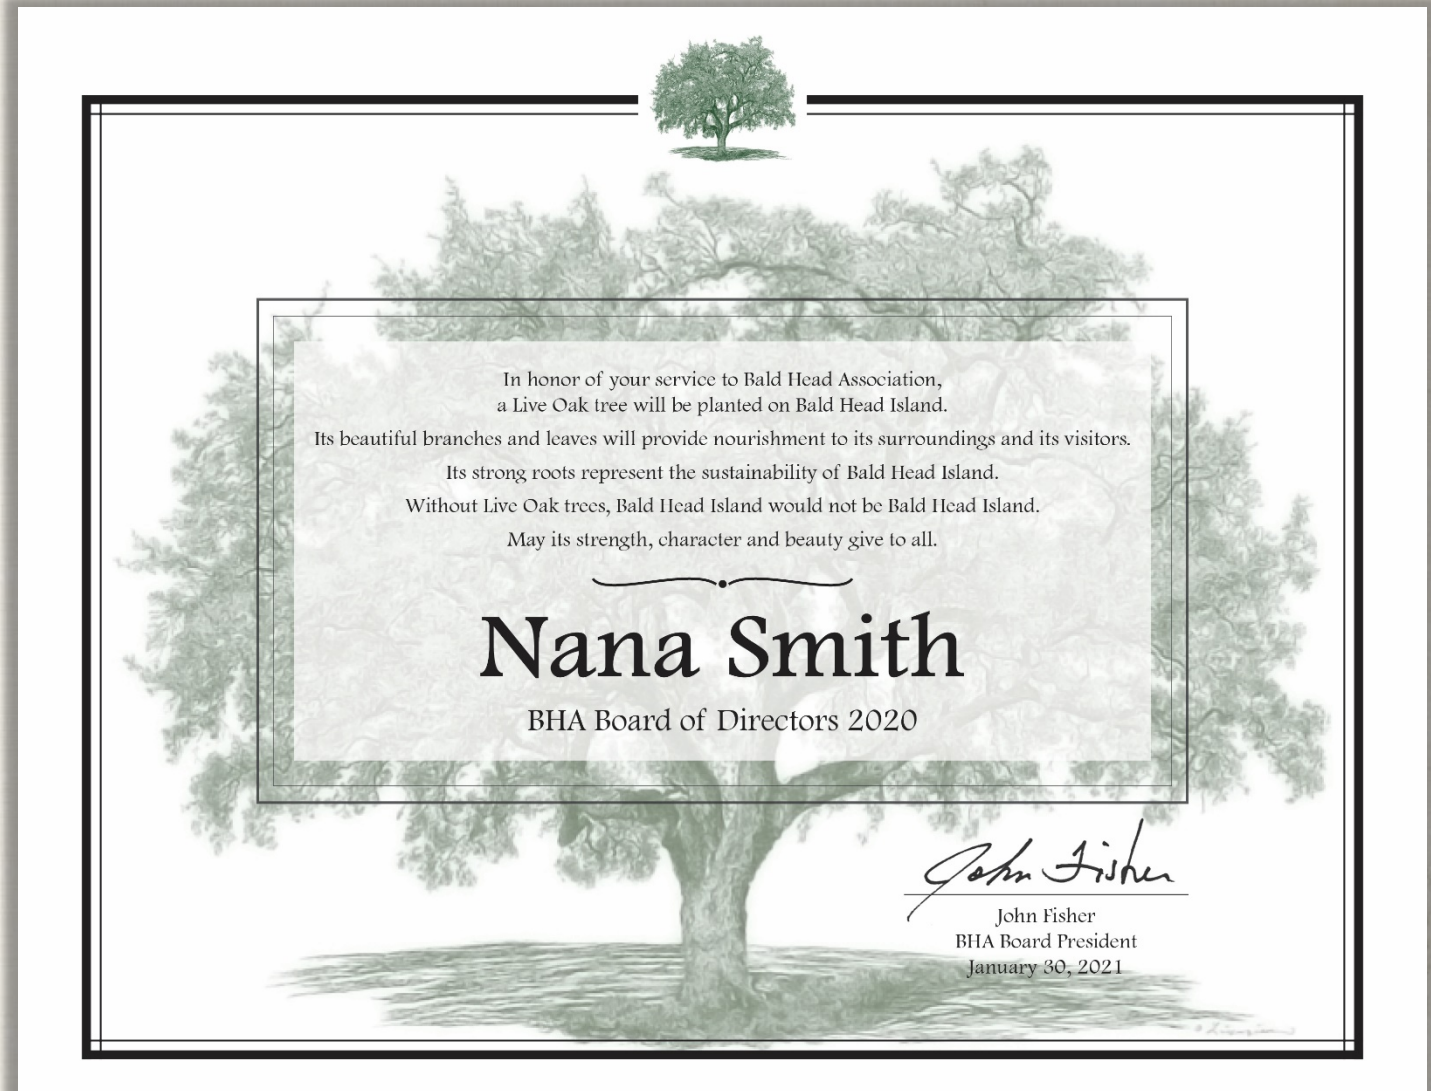 In honor of your service to Bald Head Association,
a Live Oak tree will be planted on Bald Head Island.
Its beautiful branches and leaves will provide nourishment to its surroundings and its visitors.
Its strong roots represent the sustainability of Bald Head Island.
Without Live Oak trees, Bald Head Island would not be Bald Head Island.
May its strength, character and beauty give to all.
Nana Smith
BHA Board of Directors 2020
John Fisher
John Fisher
BHA Board President
January 30, 2021